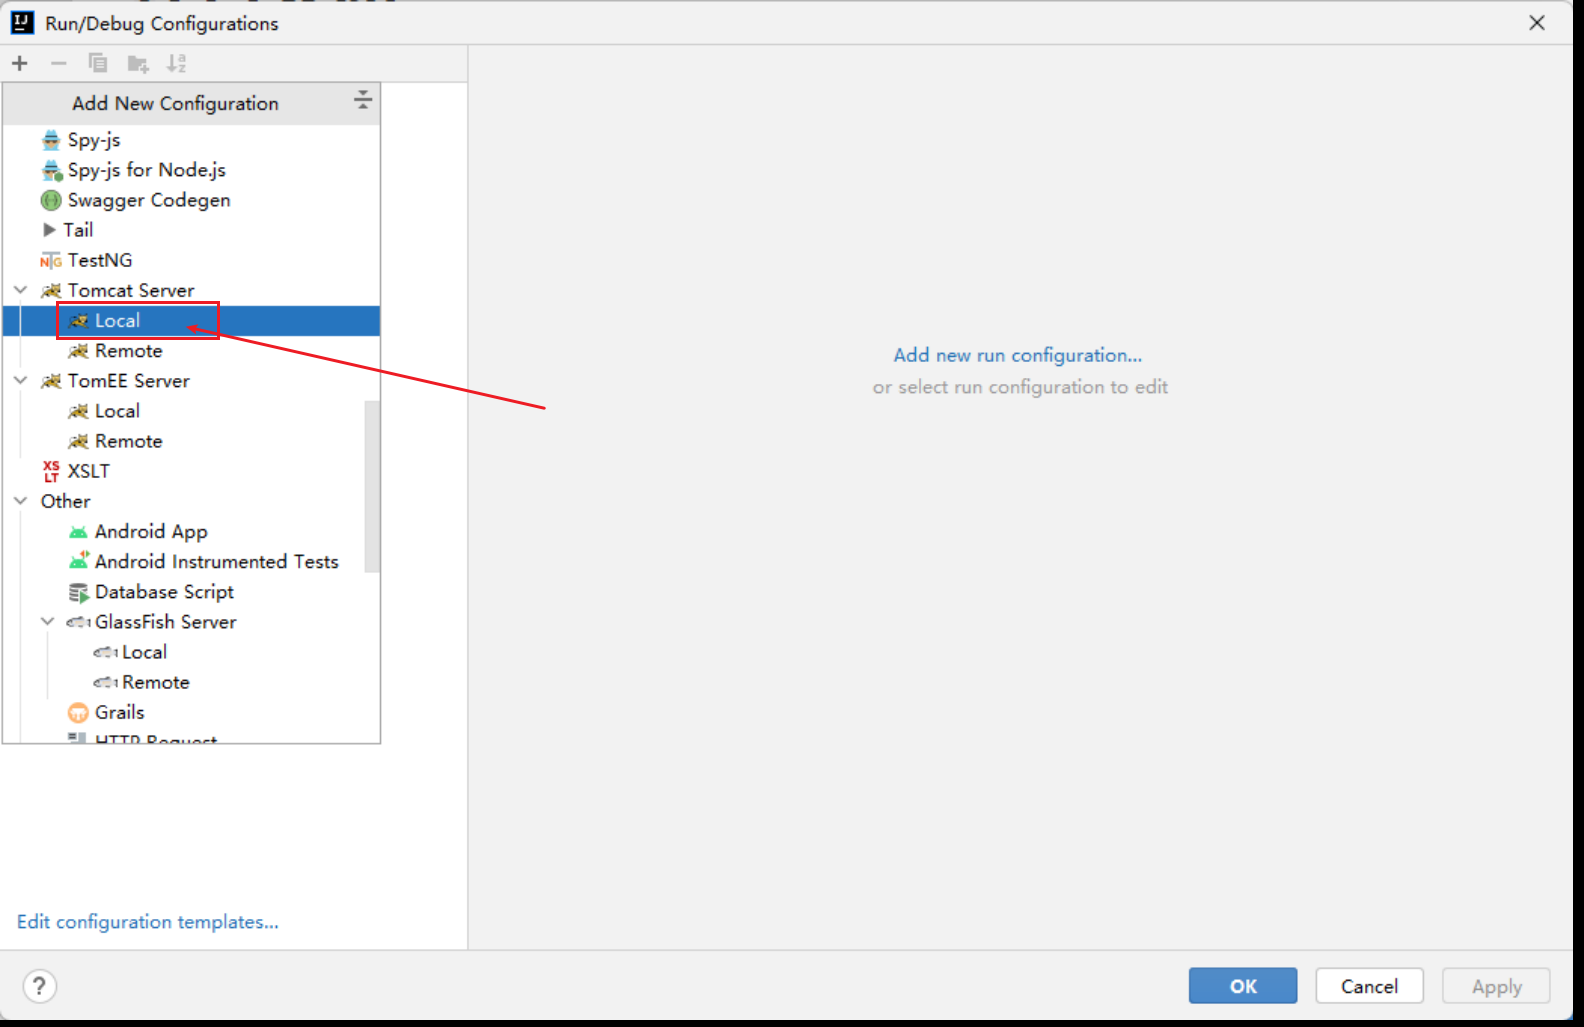 Run/Debug Configurations
Add New Configuration
Spy-js
Spy-js for Node.js
Swagger Codegen
Tail
TestNG
Tomcat Server
Local
Remote
TomEE Server
Local
Remote
XSLT
Other
Android App
Android Instrumented Tests
Database Script
GlassFish Server
Local
Remote
Grails
HTTP Request
Add new run configuration...
or select run configuration to edit
Edit configuration templates...
?
OK
Cancel
Apply